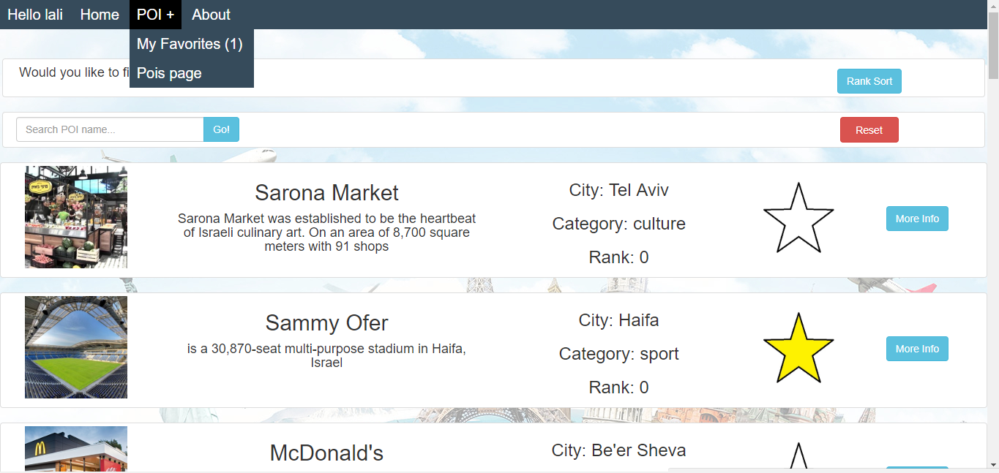 Hello lali Home POI + About
My Favorites (1)
Pois page
Would you like to fi
Rank Sort
Search POI name...
Go!
Reset
Sarona Market
Sarona Market was established to be the heartbeat
of Israeli culinary art. On an area of 8,700 square
meters with 91 shops
City: Tel Aviv
Category: culture
Rank: 0
More Info
Sammy Ofer
is a 30,870-seat multi-purpose stadium in Haifa,
Israel
City: Haifa
Category: sport
Rank: 0
More Info
McDonald's
City: Be'er Sheva